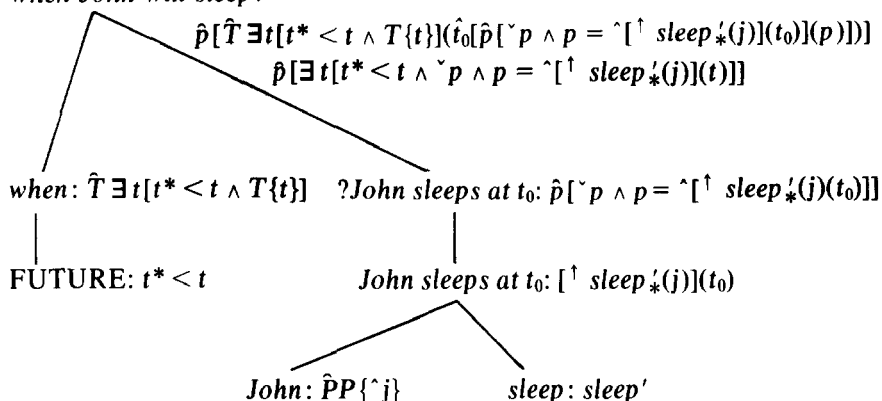 when John will sleep?
p̂[T̂ ∃t[t* < t ∧ T{t}](t̂₀[p̂[ˇp ∧ p = ˆ[↑ sleep′⁎(j)](t₀)](p)])]
p̂[∃t[t* < t ∧ ˇp ∧ p = ˆ[↑ sleep′⁎(j)](t)]]
when: T̂ ∃t[t* < t ∧ T{t}] ?John sleeps at t₀: p̂[ˇp ∧ p = ˆ[↑ sleep′⁎(j)(t₀)]]
FUTURE: t* < t John sleeps at t₀: [↑ sleep′⁎(j)](t₀)
John: P̂P{ˆj} sleep: sleep′